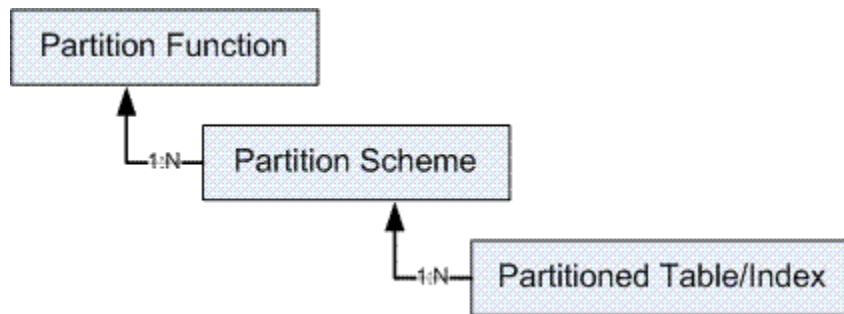 Partition Function
1:N
Partition Scheme
1:N
Partitioned Table/Index